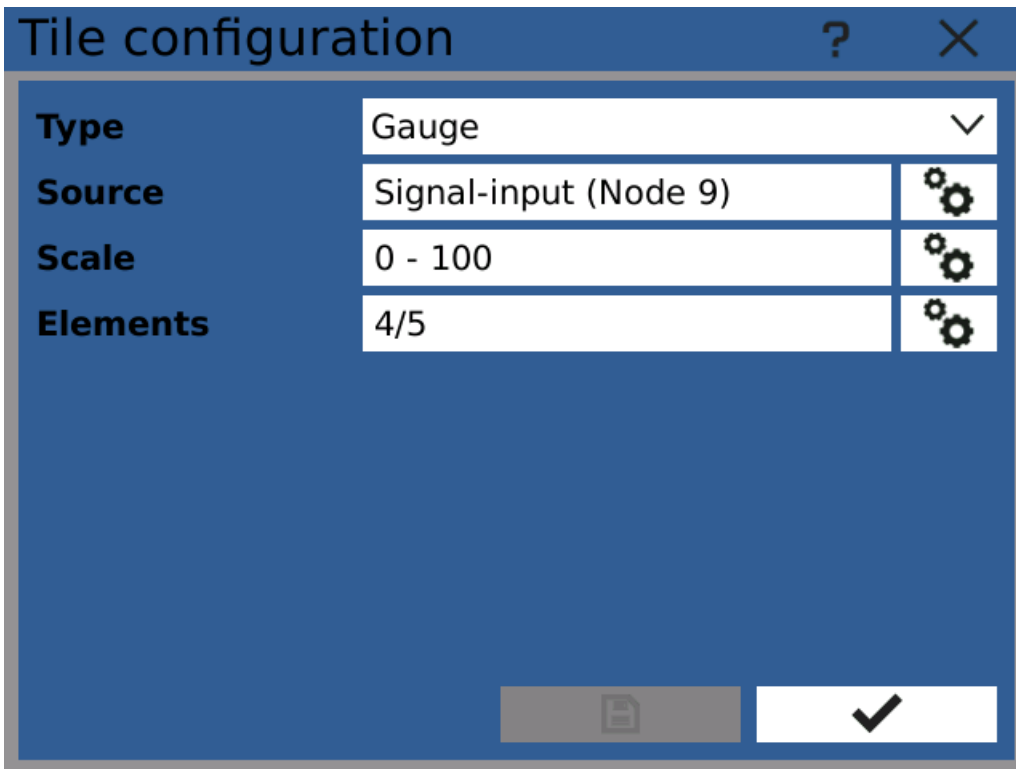 Tile configuration ?
Type Gauge
Source Signal-input (Node 9)
Scale 0 - 100
Elements 4/5